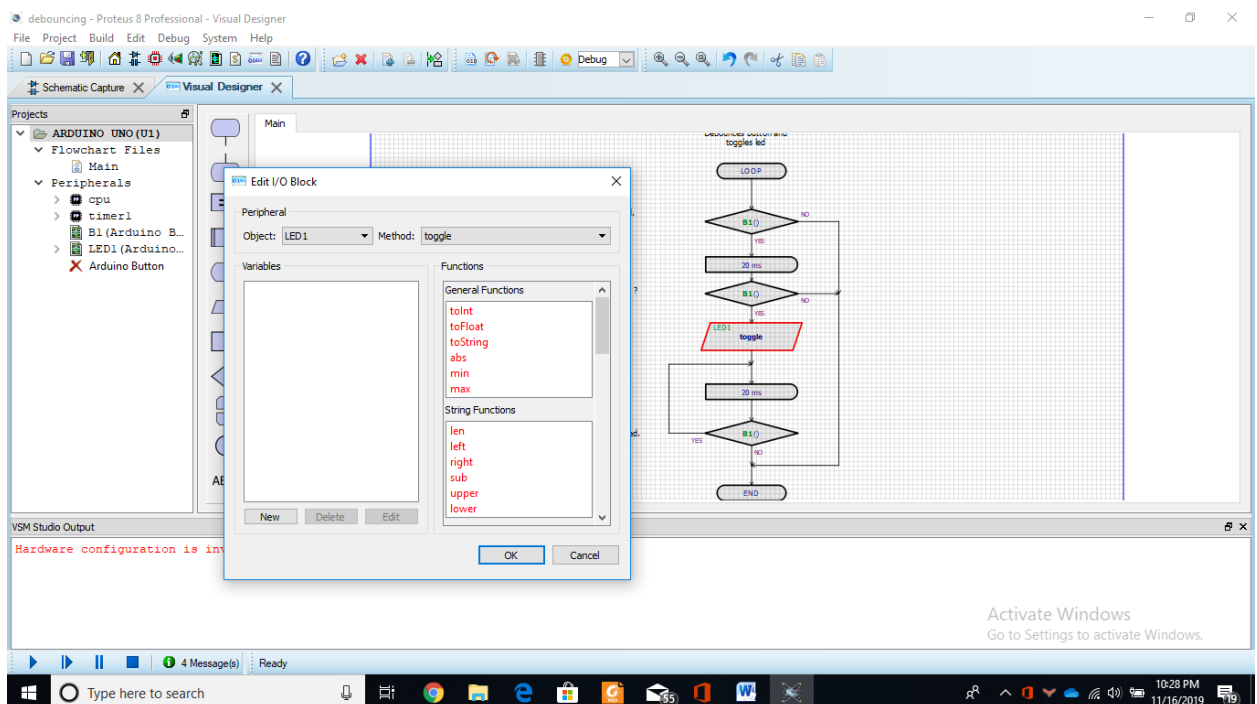 debouncing - Proteus 8 Professional - Visual Designer
File Project Build Edit Debug System Help
Debug
Schematic Capture
Visual Designer
Projects
ARDUINO UNO(U1)
Flowchart Files
Main
Peripherals
cpu
timer1
B1(Arduino B...
LED1(Arduino...
Arduino Button
Main
toggles led
LOOP
B1()
NO
YES
20 ms
B1()
NO
YES
LED1
toggle
20 ms
B1()
YES
NO
END
Edit I/O Block
Peripheral
Object: LED1 Method: toggle
Variables
Functions
General Functions
toInt
toFloat
toString
abs
min
max
String Functions
len
left
right
sub
upper
lower
New Delete Edit
OK Cancel
VSM Studio Output
Hardware configuration is inv
Activate Windows
Go to Settings to activate Windows.
4 Message(s) Ready
Type here to search
55
10:28 PM
11/16/2019
19